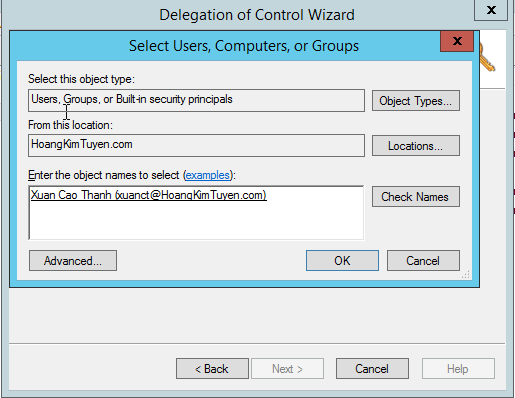 Delegation of Control Wizard
x
Select Users, Computers, or Groups
x
Select this object type:
Users, Groups, or Built-in security principals
Object Types...
From this location:
HoangKimTuyen.com
Locations...
Enter the object names to select (examples):
Xuan Cao Thanh (xuanct@HoangKimTuyen.com)
Check Names
Advanced...
OK
Cancel
< Back
Next >
Cancel
Help